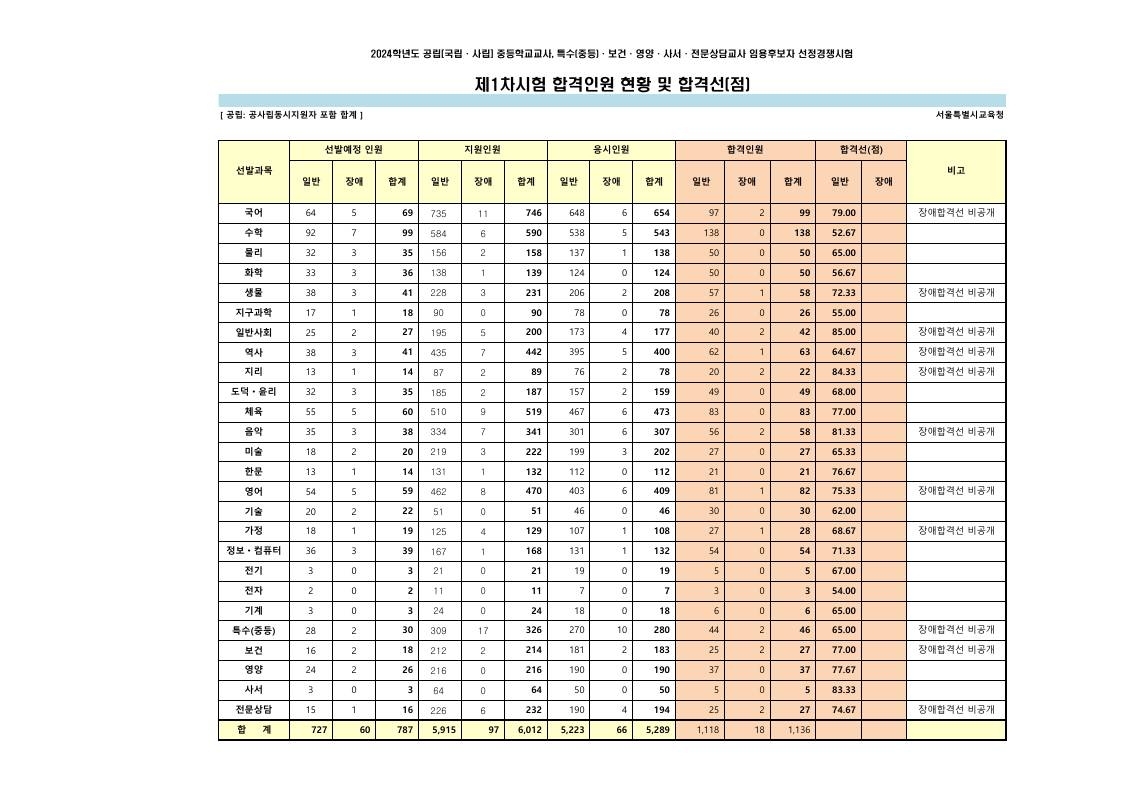 2024학년도 공립(국립 · 사립) 중등학교교사, 특수(중등) · 보건 · 영양 · 사서 · 전문상담교사 임용후보자 선정경쟁시험
제1차시험 합격인원 현황 및 합격선(점)
[ 공립: 공사립동시지원자 포함 합계 ] 서울특별시교육청
선발과목 선발예정 인원 지원인원 응시인원 합격인원 합격선(점) 비고
일반 장애 합계 일반 장애 합계 일반 장애 합계 일반 장애 합계 일반 장애
국어 64 5 69 735 11 746 648 6 654 97 2 99 79.00 장애합격선 비공개
수학 92 7 99 584 6 590 538 5 543 138 0 138 52.67
물리 32 3 35 156 2 158 137 1 138 50 0 50 65.00
화학 33 3 36 138 1 139 124 0 124 50 0 50 56.67
생물 38 3 41 228 3 231 206 2 208 57 1 58 72.33 장애합격선 비공개
지구과학 17 1 18 90 0 90 78 0 78 26 0 26 55.00
일반사회 25 2 27 195 5 200 173 4 177 40 2 42 85.00 장애합격선 비공개
역사 38 3 41 435 7 442 395 5 400 62 1 63 64.67 장애합격선 비공개
지리 13 1 14 87 2 89 76 2 78 20 2 22 84.33 장애합격선 비공개
도덕·윤리 32 3 35 185 2 187 157 2 159 49 0 49 68.00
체육 55 5 60 510 9 519 467 6 473 83 0 83 77.00
음악 35 3 38 334 7 341 301 6 307 56 2 58 81.33 장애합격선 비공개
미술 18 2 20 219 3 222 199 3 202 27 0 27 65.33
한문 13 1 14 131 1 132 112 0 112 21 0 21 76.67
영어 54 5 59 462 8 470 403 6 409 81 1 82 75.33 장애합격선 비공개
기술 20 2 22 51 0 51 46 0 46 30 0 30 62.00
가정 18 1 19 125 4 129 107 1 108 27 1 28 68.67 장애합격선 비공개
정보·컴퓨터 36 3 39 167 1 168 131 1 132 54 0 54 71.33
전기 3 0 3 21 0 21 19 0 19 5 0 5 67.00
전자 2 0 2 11 0 11 7 0 7 3 0 3 54.00
기계 3 0 3 24 0 24 18 0 18 6 0 6 65.00
특수(중등) 28 2 30 309 17 326 270 10 280 44 2 46 65.00 장애합격선 비공개
보건 16 2 18 212 2 214 181 2 183 25 2 27 77.00 장애합격선 비공개
영양 24 2 26 216 0 216 190 0 190 37 0 37 77.67
사서 3 0 3 64 0 64 50 0 50 5 0 5 83.33
전문상담 15 1 16 226 6 232 190 4 194 25 2 27 74.67 장애합격선 비공개
합 계 727 60 787 5,915 97 6,012 5,223 66 5,289 1,118 18 1,136